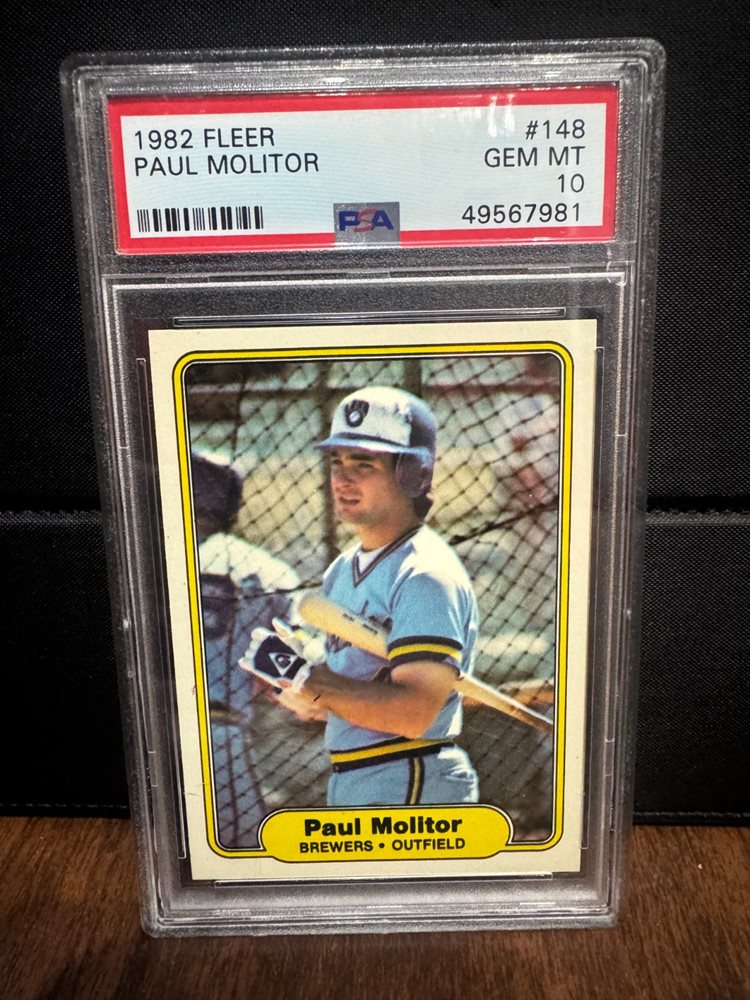 1982 FLEER
PAUL MOLITOR
#148
GEM MT
10
49567981
PSA
Paul Molitor
BREWERS • OUTFIELD